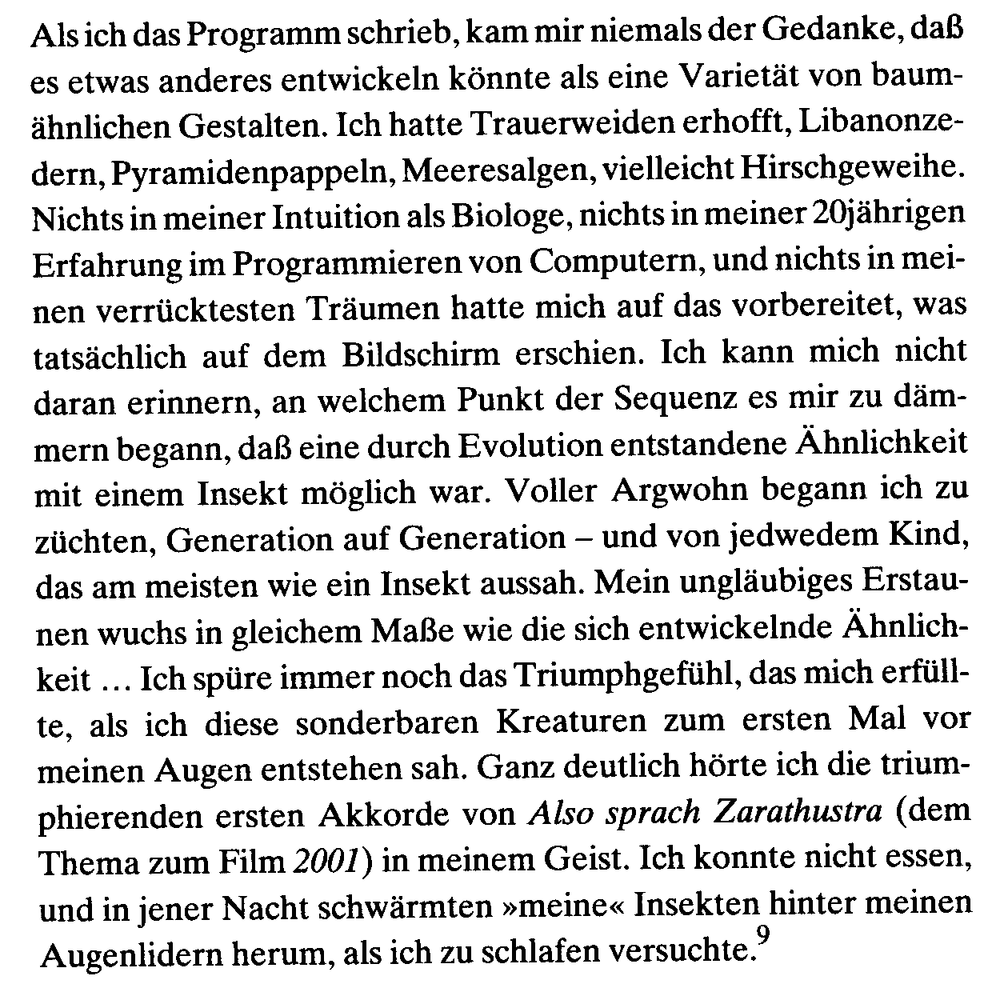 Als ich das Programm schrieb, kam mir niemals der Gedanke, daß
es etwas anderes entwickeln könnte als eine Varietät von baum-
ähnlichen Gestalten. Ich hatte Trauerweiden erhofft, Libanonze-
dern, Pyramidenpappeln, Meeresalgen, vielleicht Hirschgeweihe.
Nichts in meiner Intuition als Biologe, nichts in meiner 20jährigen
Erfahrung im Programmieren von Computern, und nichts in mei-
nen verrücktesten Träumen hatte mich auf das vorbereitet, was
tatsächlich auf dem Bildschirm erschien. Ich kann mich nicht
daran erinnern, an welchem Punkt der Sequenz es mir zu däm-
mern begann, daß eine durch Evolution entstandene Ähnlichkeit
mit einem Insekt möglich war. Voller Argwohn begann ich zu
züchten, Generation auf Generation – und von jedwedem Kind,
das am meisten wie ein Insekt aussah. Mein ungläubiges Erstau-
nen wuchs in gleichem Maße wie die sich entwickelnde Ähnlich-
keit ... Ich spüre immer noch das Triumphgefühl, das mich erfüll-
te, als ich diese sonderbaren Kreaturen zum ersten Mal vor
meinen Augen entstehen sah. Ganz deutlich hörte ich die trium-
phierenden ersten Akkorde von Also sprach Zarathustra (dem
Thema zum Film 2001) in meinem Geist. Ich konnte nicht essen,
und in jener Nacht schwärmten »meine« Insekten hinter meinen
Augenlidern herum, als ich zu schlafen versuchte.9